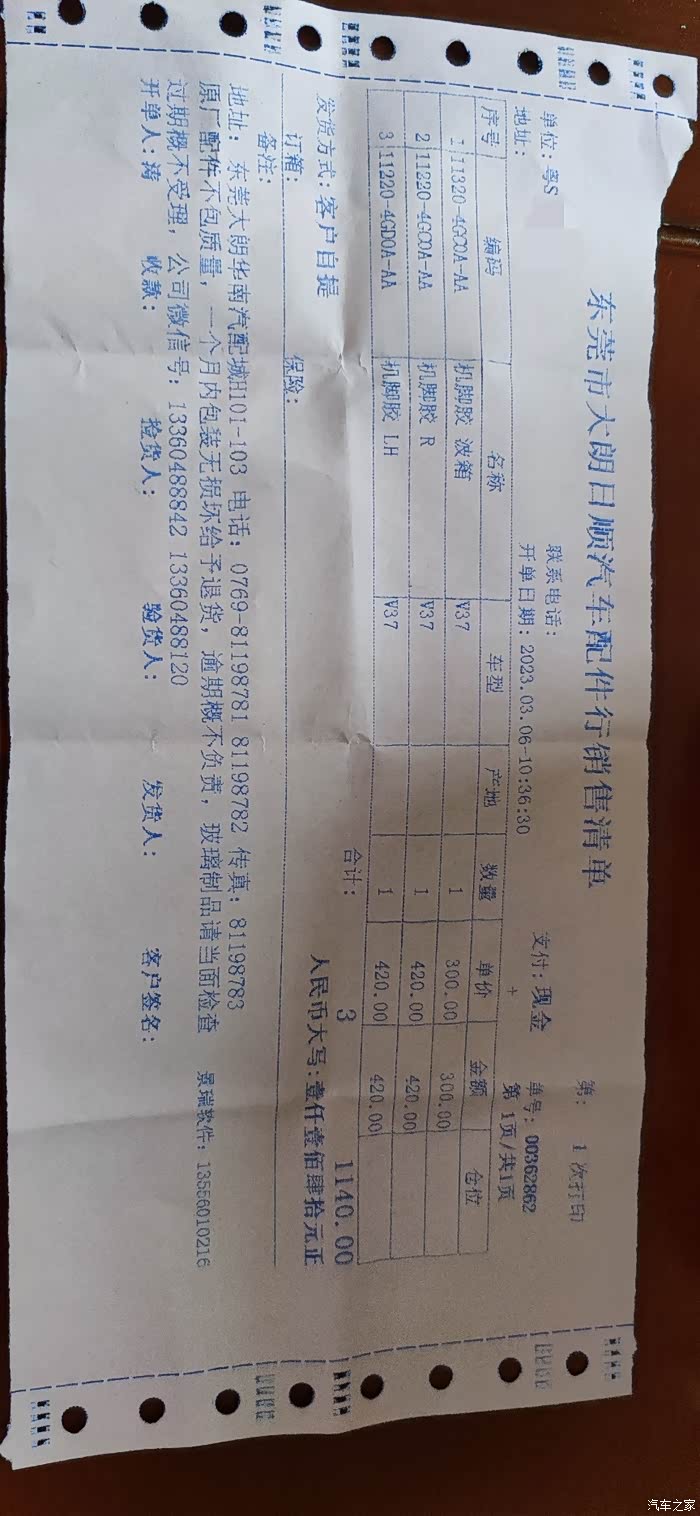 东莞市大朗日顺汽车配件行销售清单
第: 1次打印
单位: 粤S 联系电话: 支付: 现金 单号: 00362862
地址: 开单日期: 2023.03.06-10:36:30 + 第1页/共1页
序号 编码 名称 车型 产地 数量 单价 金额 仓位
1 11320-4GC0A-AA 机脚胶 波箱 V37 1 300.00 300.00
2 11220-4GC0A-AA 机脚胶 R V37 1 420.00 420.00
3 11220-4GD0A-AA 机脚胶 LH V37 1 420.00 420.00
合计: 3 1140.00
发货方式: 客户自提 人民币大写: 壹仟壹佰肆拾元正
订箱: 保险:
备注:
地址: 东莞大朗华南汽配城H101-103 电话: 0769-81198781 81198782 传真: 81198783
原厂配件不包质量, 一个月内包装无损坏给予退货, 逾期概不负责, 玻璃制品请当面检查
过期概不受理, 公司微信号: 13360488842 13360488120 景瑞软件: 13556010216
开单人: 涛 收款: 捡货人: 验货人: 发货人: 客户签名:
汽车之家